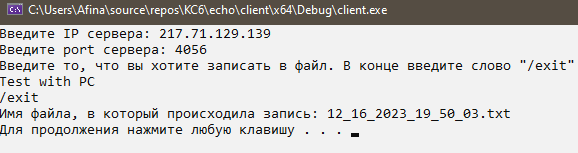 C:\Users\Afina\source\repos\KC6\echo\client\x64\Debug\client.exe
Введите IP сервера: 217.71.129.139
Введите port сервера: 4056
Введите то, что вы хотите записать в файл. В конце введите слово "/exit"
Test with PC
/exit
Имя файла, в который происходила запись: 12_16_2023_19_50_03.txt
Для продолжения нажмите любую клавишу . . .